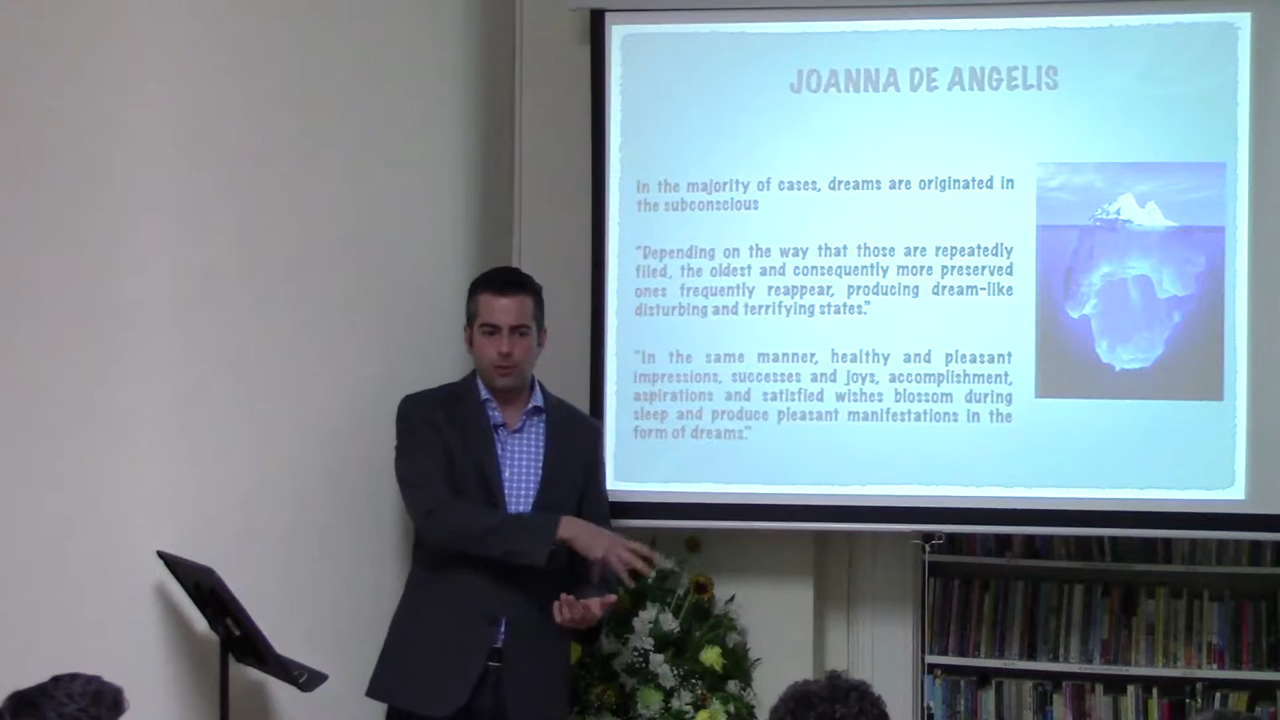 JOANNA DE ANGELIS
In the majority of cases, dreams are originated in
the subconscious
"Depending on the way that those are repeatedly
filed, the oldest and consequently more preserved
ones frequently reappear, producing dream-like
disturbing and terrifying states."
"In the same manner, healthy and pleasant
impressions, successes and joys, accomplishment,
aspirations and satisfied wishes blossom during
sleep and produce pleasant manifestations in the
form of dreams."